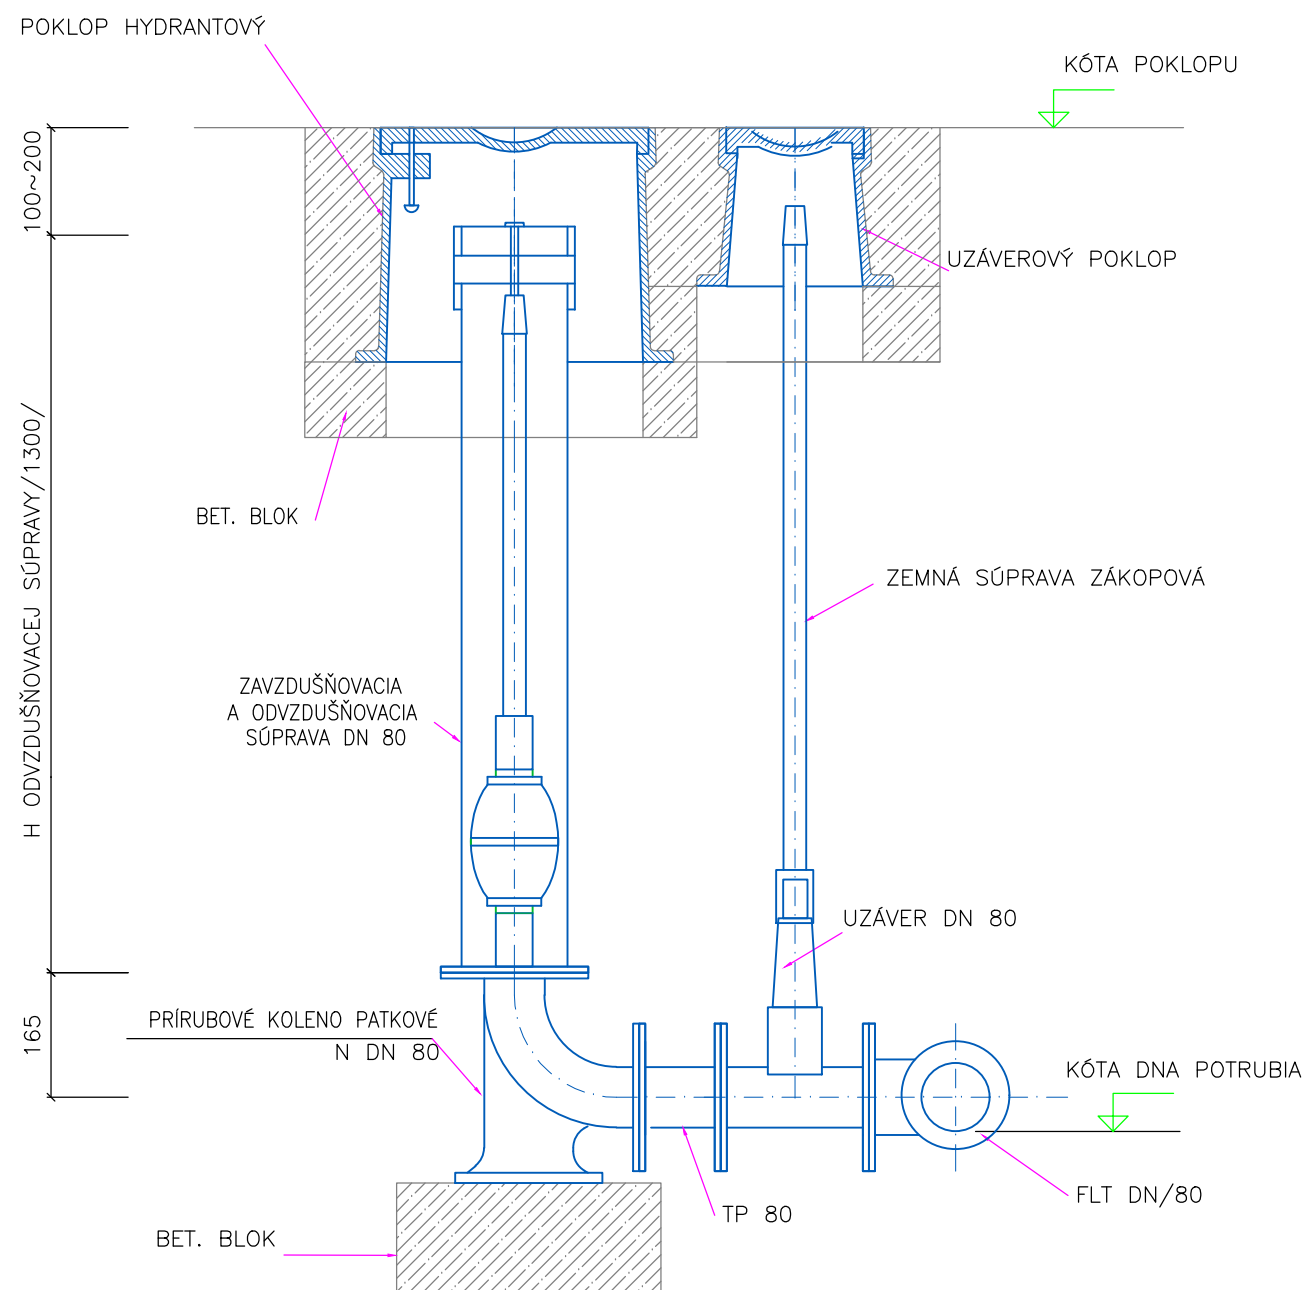 POKLOP HYDRANTOVÝ
KÓTA POKLOPU
100~200
UZÁVEROVÝ POKLOP
H ODVZDUŠŇOVACEJ SÚPRAVY/1300/
BET. BLOK
ZEMNÁ SÚPRAVA ZÁKOPOVÁ
ZAVZDUŠŇOVACIA
A ODVZDUŠŇOVACIA
SÚPRAVA DN 80
UZÁVER DN 80
165
PRÍRUBOVÉ KOLENO PATKOVÉ
N DN 80
KÓTA DNA POTRUBIA
FLT DN/80
TP 80
BET. BLOK